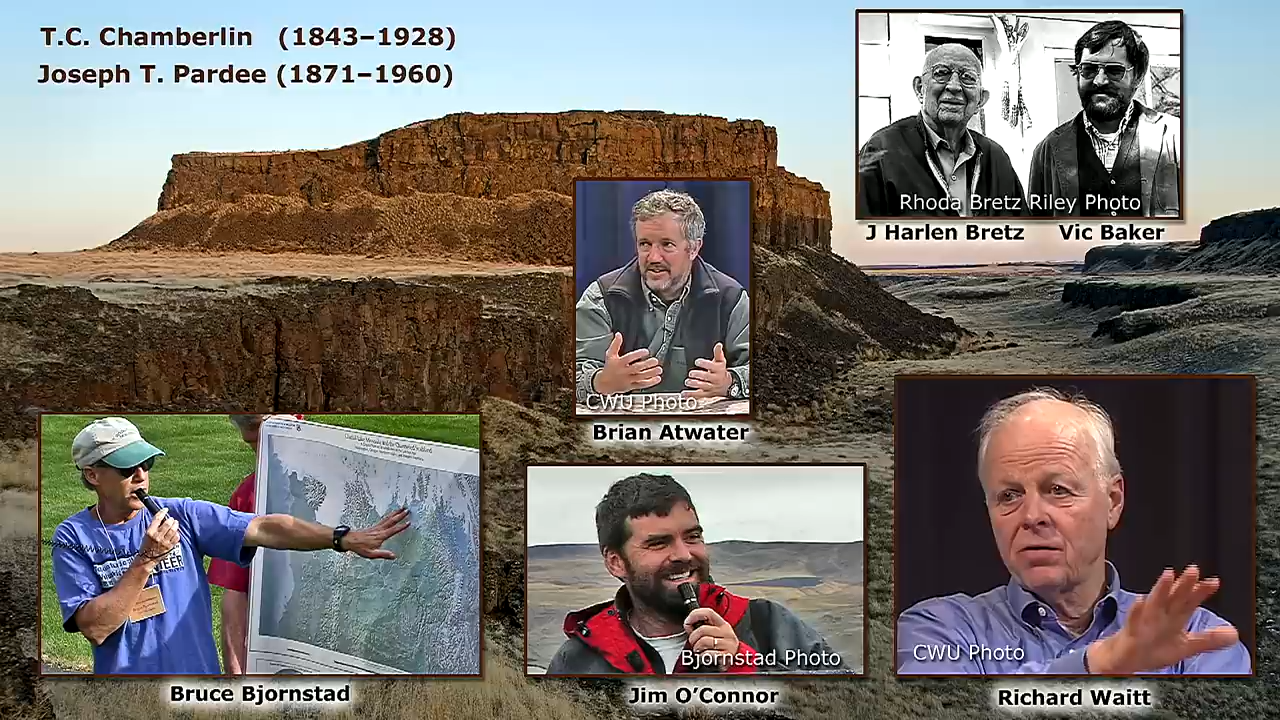 T.C. Chamberlin (1843–1928)
Joseph T. Pardee (1871–1960)
Rhoda Bretz Riley Photo
J Harlen Bretz Vic Baker
CWU Photo
Brian Atwater
Bruce Bjornstad
Bjornstad Photo
Jim O’Connor
CWU Photo
Richard Waitt